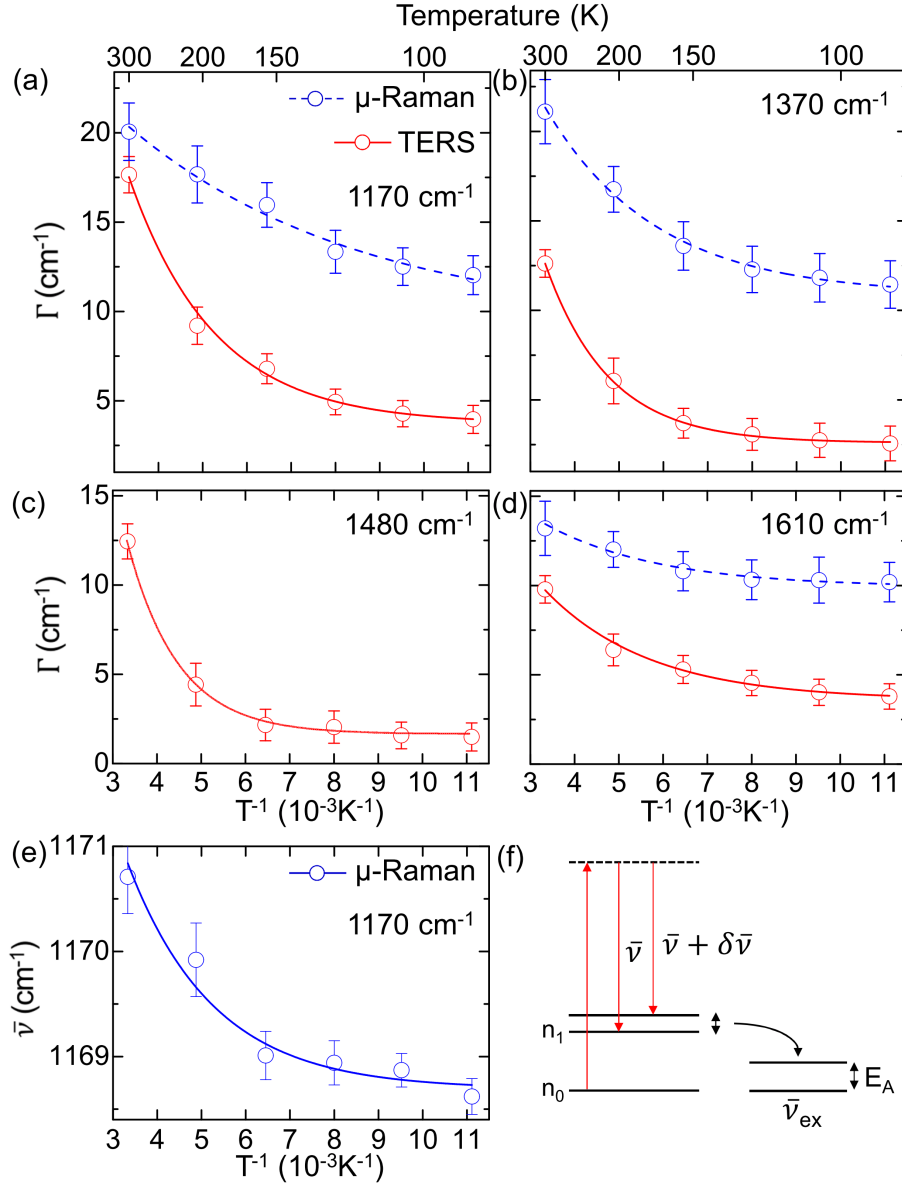 Temperature (K)
300 200 150 100 300 200 150 100
(a) (b)
μ-Raman
TERS
1170 cm⁻¹
1370 cm⁻¹
20
15
10
5
Γ (cm⁻¹)
(c) (d)
1480 cm⁻¹
1610 cm⁻¹
15
10
5
0
Γ (cm⁻¹)
3 4 5 6 7 8 9 10 11 3 4 5 6 7 8 9 10 11
T⁻¹ (10⁻³K⁻¹) T⁻¹ (10⁻³K⁻¹)
(e) (f)
μ-Raman
1170 cm⁻¹
1171
1170
1169
ν̄ (cm⁻¹)
3 4 5 6 7 8 9 10 11
T⁻¹ (10⁻³K⁻¹)
ν̄ ν̄ + δν̄
n₁
n₀
E_A
ν̄_ex